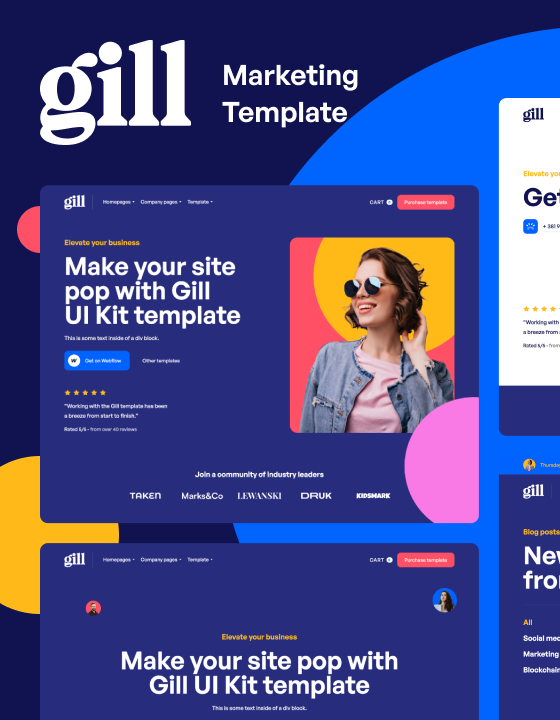 gill
Marketing
Template
gill
Homepages
Company pages
Template
CART
0
Purchase template
Elevate your business
Make your site
pop with Gill
UI Kit template
This is some text inside of a div block.
Get on Webflow
Other templates
"Working with the Gill template has been
a breeze from start to finish."
Rated 5/5 - from over 40 reviews
Join a community of industry leaders
TAKEN
Marks&Co
LEWANSKI
DRUK
KIDSMARK
gill
Homepages
Company pages
Template
CART
0
Purchase template
Elevate your business
Make your site pop with
Gill UI Kit template
This is some text inside of a div block.
gill
Elevate you
Get
+ 381 9
"Working with
a breeze from
Rated 5/5 - from
Thursda
gill
Blog posts
New
from
All
Social med
Marketing
Blockchain